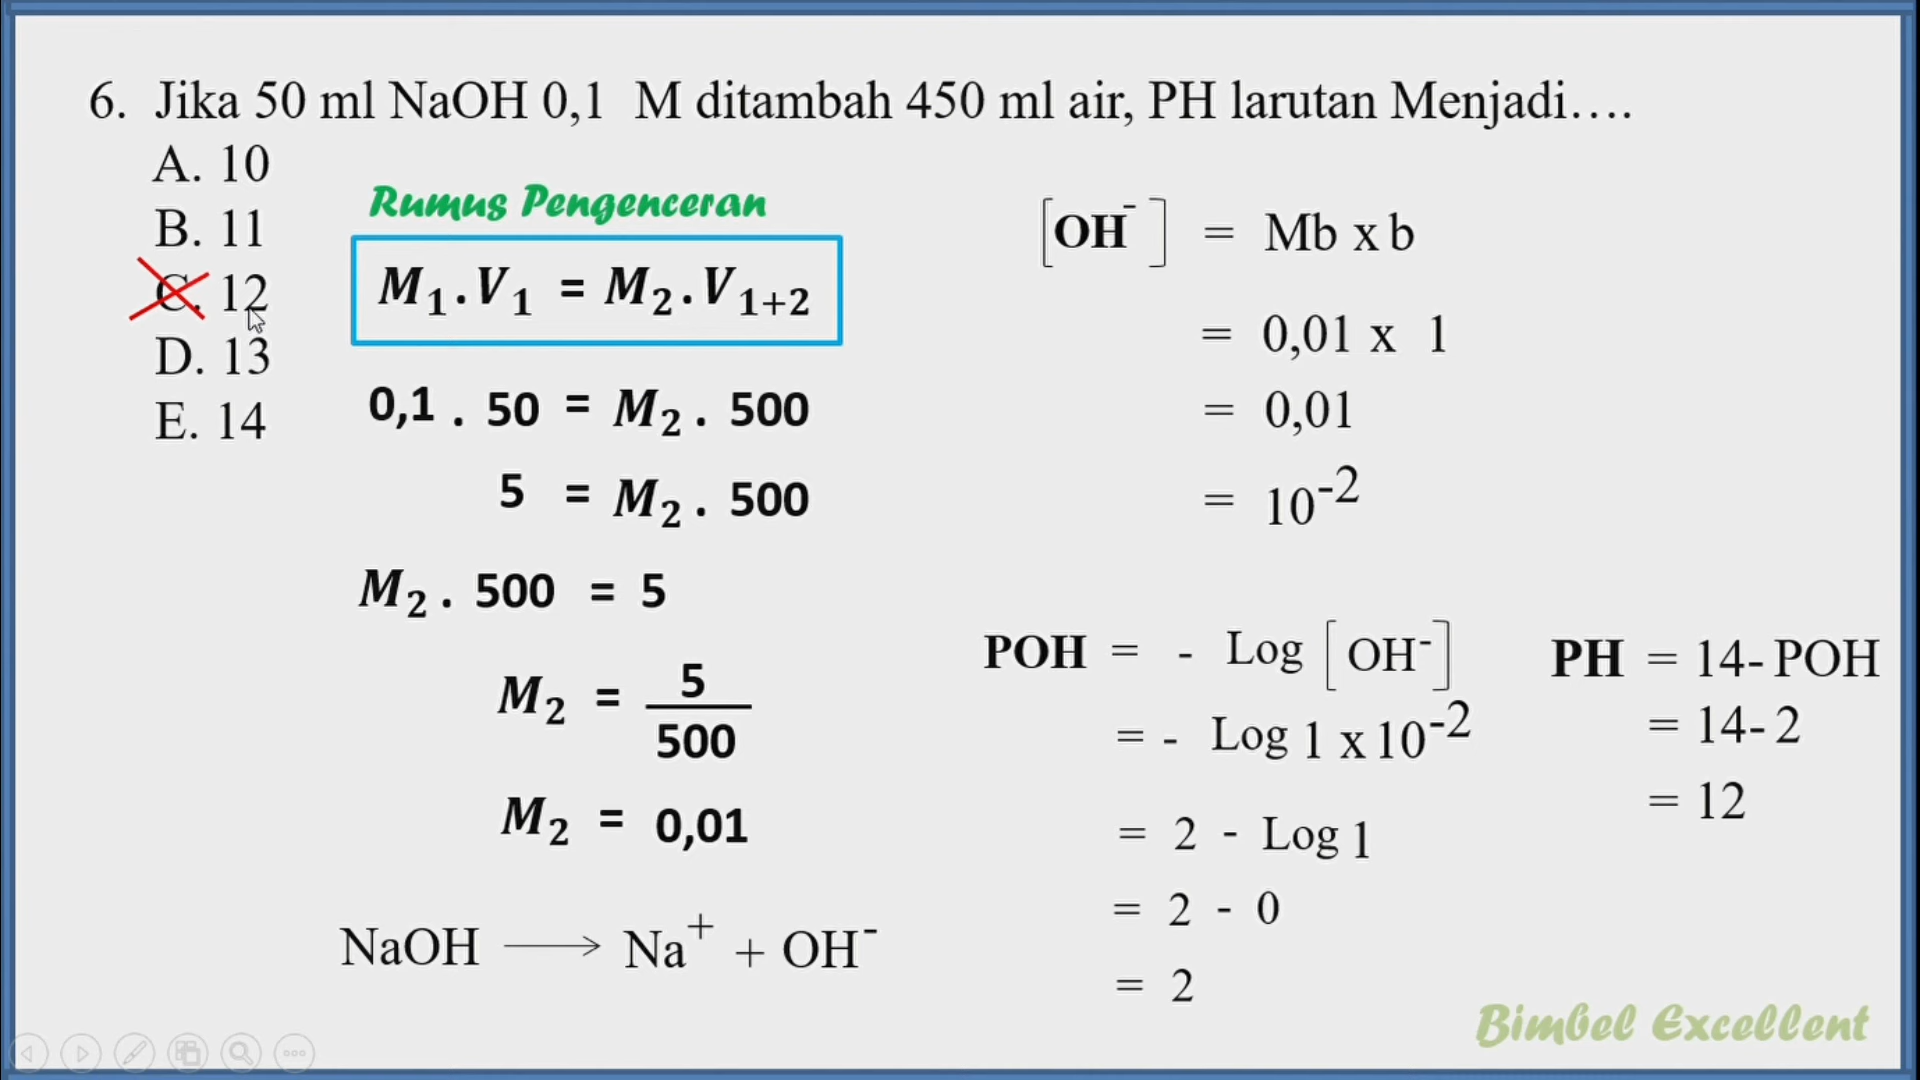 6. Jika 50 ml NaOH 0,1 M ditambah 450 ml air, PH larutan Menjadi….
A. 10
B. 11
C. 12
D. 13
E. 14
Rumus Pengenceran
M₁.V₁ = M₂.V₁₊₂
0,1 . 50 = M₂ . 500
5 = M₂ . 500
M₂ . 500 = 5
M₂ = 5/500
M₂ = 0,01
NaOH ⟶ Na⁺ + OH⁻
[OH⁻] = Mb x b
= 0,01 x 1
= 0,01
= 10⁻²
POH = - Log [OH⁻]
= - Log 1 x 10⁻²
= 2 - Log 1
= 2 - 0
= 2
PH = 14- POH
= 14- 2
= 12
Bimbel Excellent